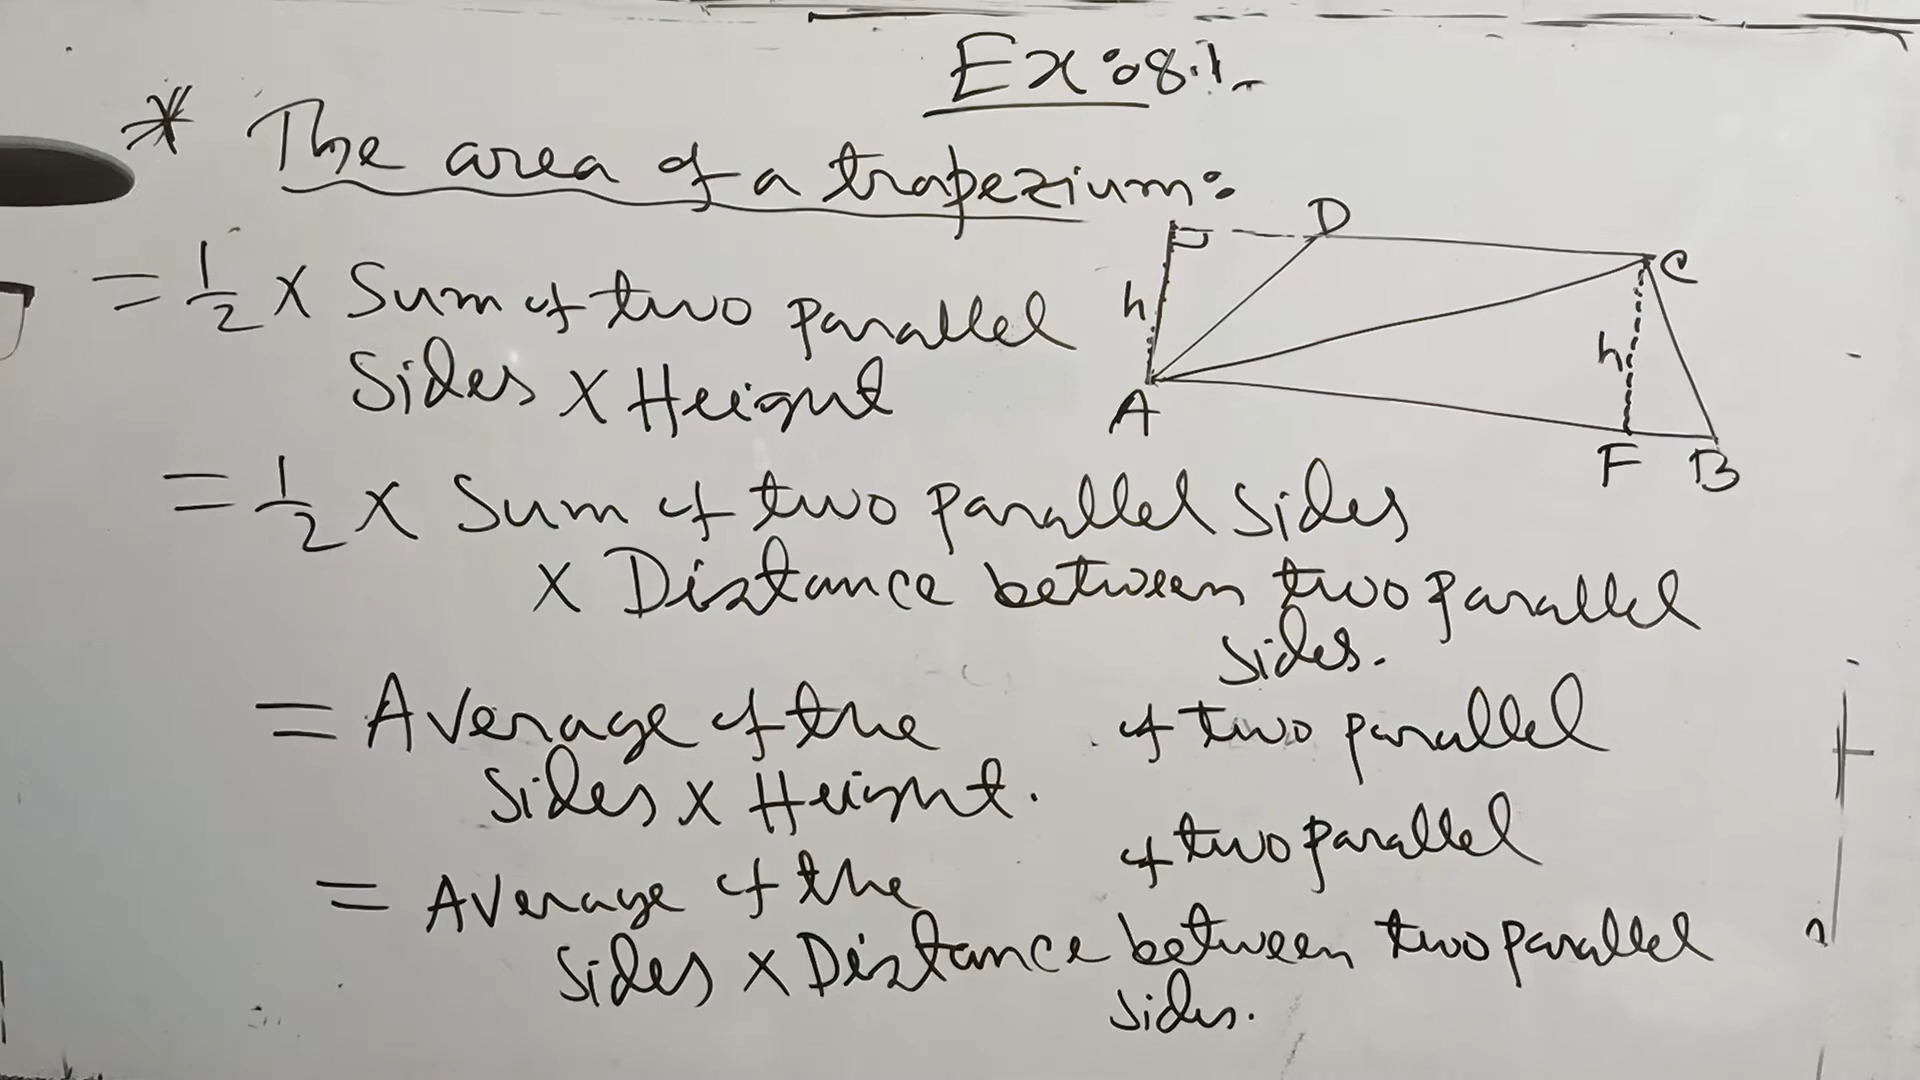 Ex: 8.1
* The area of a trapezium:
= 1/2 × Sum of two parallel
sides × Height
= 1/2 × Sum of two parallel sides
× Distance between two parallel
sides.
= Average of the of two parallel
sides × Height.
= Average of the of two parallel
sides × Distance between two parallel
sides.
D
C
h
h
A
F B